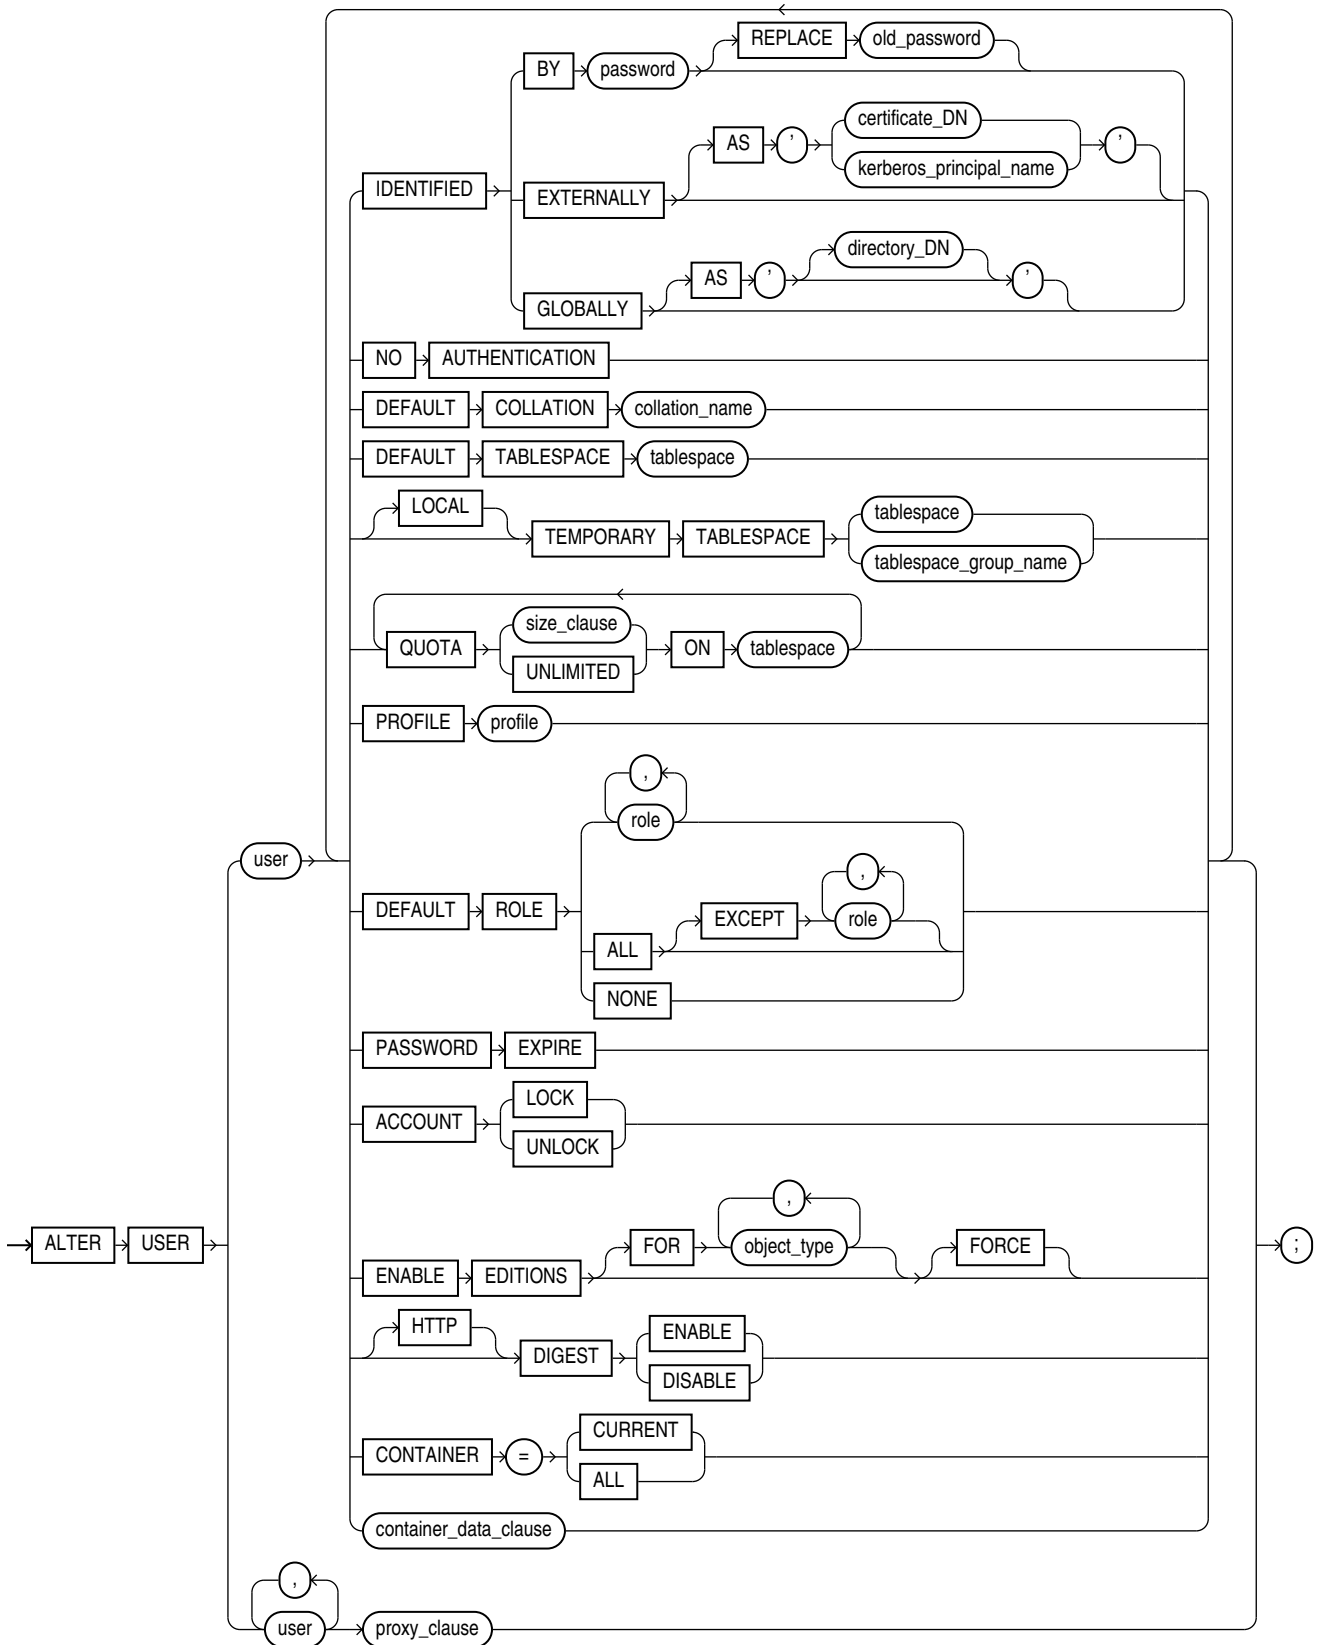 REPLACE old_password
BY password
AS ' certificate_DN '
kerberos_principal_name
IDENTIFIED
EXTERNALLY
directory_DN
AS ' '
GLOBALLY
NO AUTHENTICATION
DEFAULT COLLATION collation_name
DEFAULT TABLESPACE tablespace
LOCAL
TEMPORARY TABLESPACE
tablespace
tablespace_group_name
size_clause
QUOTA ON tablespace
UNLIMITED
PROFILE profile
,
role
user
,
DEFAULT ROLE
EXCEPT role
ALL
NONE
PASSWORD EXPIRE
LOCK
ACCOUNT
UNLOCK
,
ALTER USER
FOR object_type FORCE
;
ENABLE EDITIONS
HTTP
ENABLE
DIGEST
DISABLE
CURRENT
CONTAINER =
ALL
container_data_clause
,
user proxy_clause